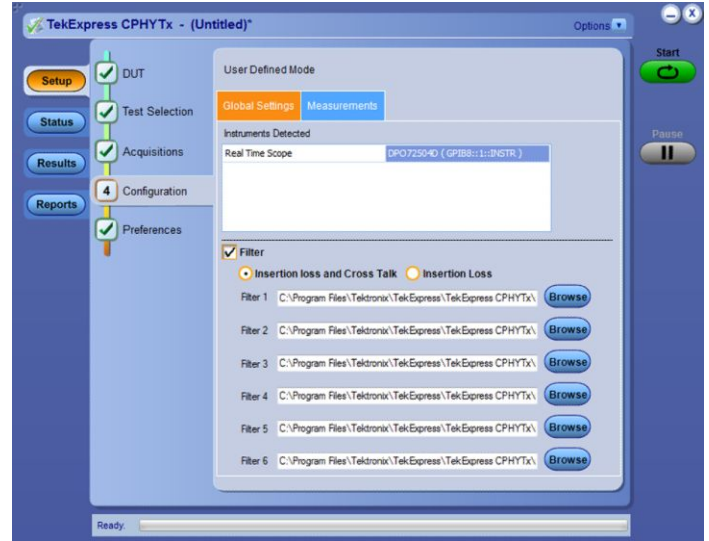 TekExpress CPHYTx - (Untitled)*
Options
Start
Pause
Setup
Status
Results
Reports
DUT
Test Selection
Acquisitions
4 Configuration
Preferences
User Defined Mode
Global Settings Measurements
Instruments Detected
Real Time Scope DPO72504D ( GPIB8::1::INSTR )
Filter
Insertion loss and Cross Talk Insertion Loss
Filter 1 C:\Program Files\Tektronix\TekExpress\TekExpress CPHYTx\ Browse
Filter 2 C:\Program Files\Tektronix\TekExpress\TekExpress CPHYTx\ Browse
Filter 3 C:\Program Files\Tektronix\TekExpress\TekExpress CPHYTx\ Browse
Filter 4 C:\Program Files\Tektronix\TekExpress\TekExpress CPHYTx\ Browse
Filter 5 C:\Program Files\Tektronix\TekExpress\TekExpress CPHYTx\ Browse
Filter 6 C:\Program Files\Tektronix\TekExpress\TekExpress CPHYTx\ Browse
Ready.